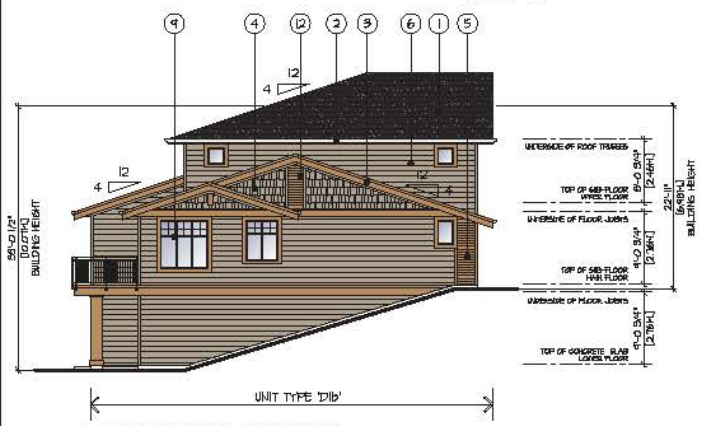 9 4 12 2 3 6 1 5
12
4
12
4
12
4
UNDERSIDE OF ROOF TRUSSES
8'-0 3/4"
[2.46M.]
TOP OF SUB-FLOOR
UPPER FLOOR
UNDERSIDE OF FLOOR JOISTS
9'-0 3/4"
[2.76M.]
TOP OF SUB-FLOOR
MAIN FLOOR
UNDERSIDE OF FLOOR JOISTS
9'-0 3/4"
[2.76M.]
TOP OF CONCRETE SLAB
LOWER FLOOR
22'-11"
BUILDING HEIGHT
BUILDING HEIGHT
UNIT TYPE 'D1b'